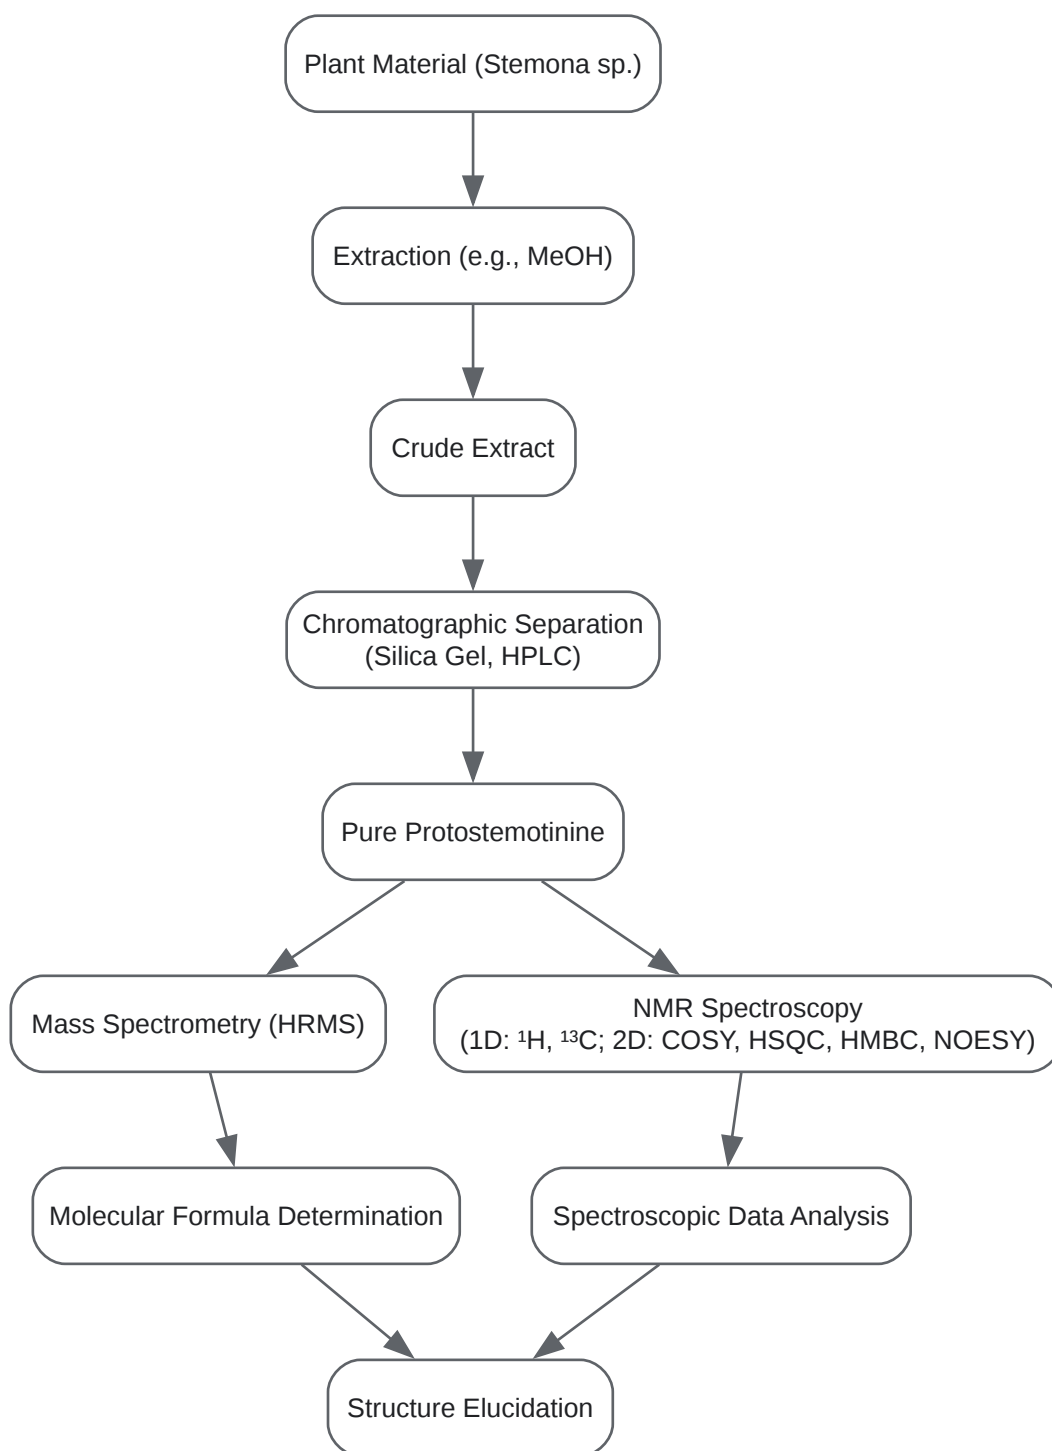 Plant Material (Stemona sp.)
Extraction (e.g., MeOH)
Crude Extract
Chromatographic Separation
(Silica Gel, HPLC)
Pure Protostemotinine
Mass Spectrometry (HRMS)
NMR Spectroscopy
(1D: ¹H, ¹³C; 2D: COSY, HSQC, HMBC, NOESY)
Molecular Formula Determination
Spectroscopic Data Analysis
Structure Elucidation